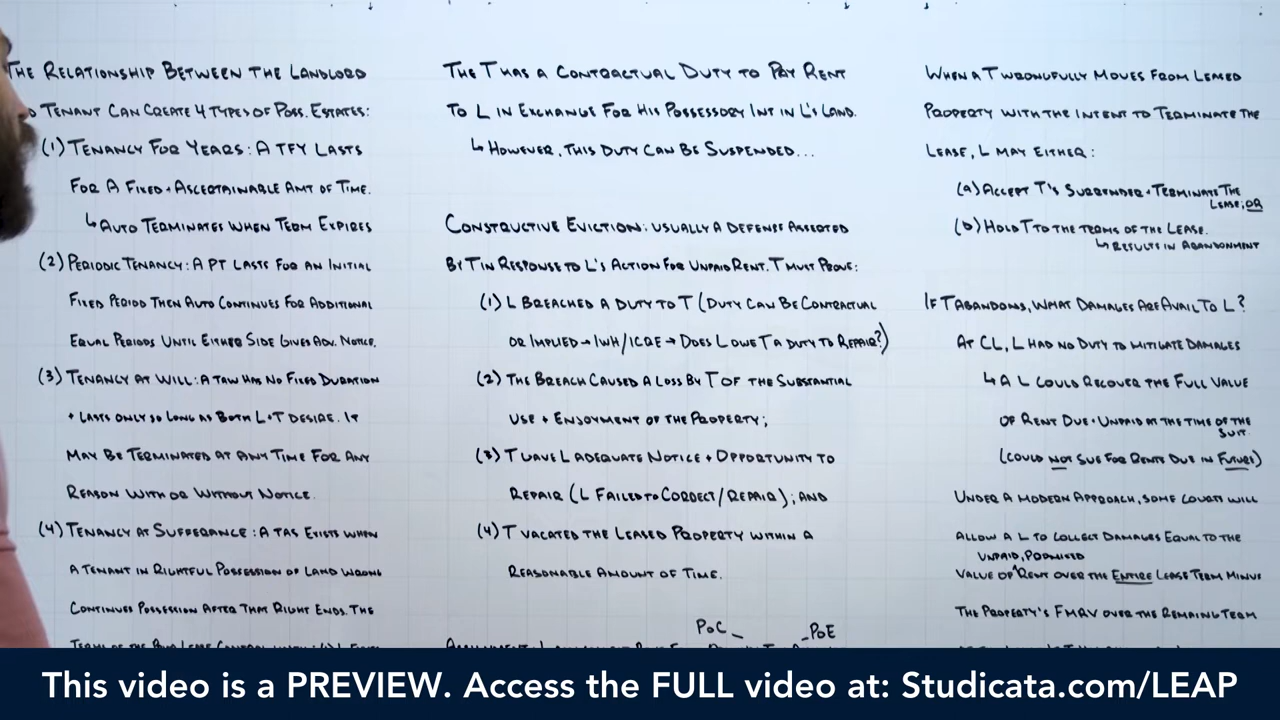 THE RELATIONSHIP BETWEEN THE LANDLORD
TENANT CAN CREATE 4 TYPES OF POSS. ESTATES:
(1) TENANCY FOR YEARS: A TFY LASTS
FOR A FIXED + ASCERTAINABLE AMT OF TIME.
↳ AUTO TERMINATES WHEN TERM EXPIRES
(2) PERIODIC TENANCY: A PT LASTS FOR AN INITIAL
FIXED PERIOD THEN AUTO CONTINUES FOR ADDITIONAL
EQUAL PERIODS UNTIL EITHER SIDE GIVES ADV. NOTICE.
(3) TENANCY AT WILL: A TAW HAS NO FIXED DURATION
+ LASTS ONLY SO LONG AS BOTH L+T DESIRE. IT
MAY BE TERMINATED AT ANY TIME FOR ANY
REASON WITH OR WITHOUT NOTICE.
(4) TENANCY AT SUFFERANCE: A TAS EXISTS WHEN
A TENANT IN RIGHTFUL POSSESSION OF LAND WRONG
CONTINUES POSSESSION AFTER THAT RIGHT ENDS. THE
THE T HAS A CONTRACTUAL DUTY TO PAY RENT
TO L IN EXCHANGE FOR HIS POSSESSORY INT IN L'S LAND.
↳ HOWEVER, THIS DUTY CAN BE SUSPENDED...
CONSTRUCTIVE EVICTION: USUALLY A DEFENSE ASSERTED
BY T IN RESPONSE TO L'S ACTION FOR UNPAID RENT. T MUST PROVE:
(1) L BREACHED A DUTY TO T (DUTY CAN BE CONTRACTUAL
OR IMPLIED → IWH/ICQE → DOES L OWE T A DUTY TO REPAIR?)
(2) THE BREACH CAUSED A LOSS BY T OF THE SUBSTANTIAL
USE + ENJOYMENT OF THE PROPERTY;
(3) T GAVE L ADEQUATE NOTICE + OPPORTUNITY TO
REPAIR (L FAILED TO CORRECT/REPAIR); AND
(4) T VACATED THE LEASED PROPERTY WITHIN A
REASONABLE AMOUNT OF TIME.
POC
POE
WHEN A T WRONGFULLY MOVES FROM LEASED
PROPERTY WITH THE INTENT TO TERMINATE THE
LEASE, L MAY EITHER:
(a) ACCEPT T'S SURRENDER + TERMINATE THE
LEASE; OR
(b) HOLD T TO THE TERMS OF THE LEASE.
↳ RESULTS IN ABANDONMENT
IF T ABANDONS, WHAT DAMAGES ARE AVAIL TO L?
AT CL, L HAD NO DUTY TO MITIGATE DAMAGES
↳ A L COULD RECOVER THE FULL VALUE
OF RENT DUE + UNPAID AT THE TIME OF THE
SUIT.
(COULD NOT SUE FOR RENTS DUE IN FUTURE)
UNDER A MODERN APPROACH, SOME COURTS WILL
ALLOW A L TO COLLECT DAMAGES EQUAL TO THE
UNPAID, PROMISED
VALUE OF RENT OVER THE ENTIRE LEASE TERM MINUS
THE PROPERTY'S FMRV OVER THE REMAING TERM
This video is a PREVIEW. Access the FULL video at: Studicata.com/LEAP